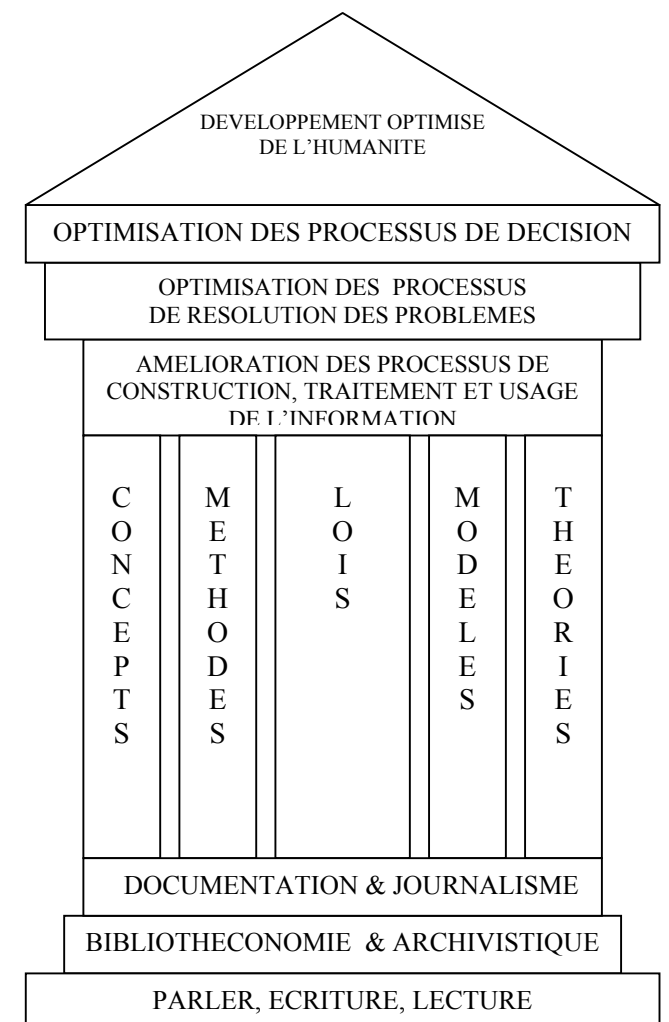 DEVELOPPEMENT OPTIMISE
DE L’HUMANITE
OPTIMISATION DES PROCESSUS DE DECISION
OPTIMISATION DES PROCESSUS
DE RESOLUTION DES PROBLEMES
AMELIORATION DES PROCESSUS DE
CONSTRUCTION, TRAITEMENT ET USAGE
DE L’INFORMATION
CONCEPTS
METHODES
LOIS
MODELES
THEORIES
DOCUMENTATION & JOURNALISME
BIBLIOTHECONOMIE & ARCHIVISTIQUE
PARLER, ECRITURE, LECTURE